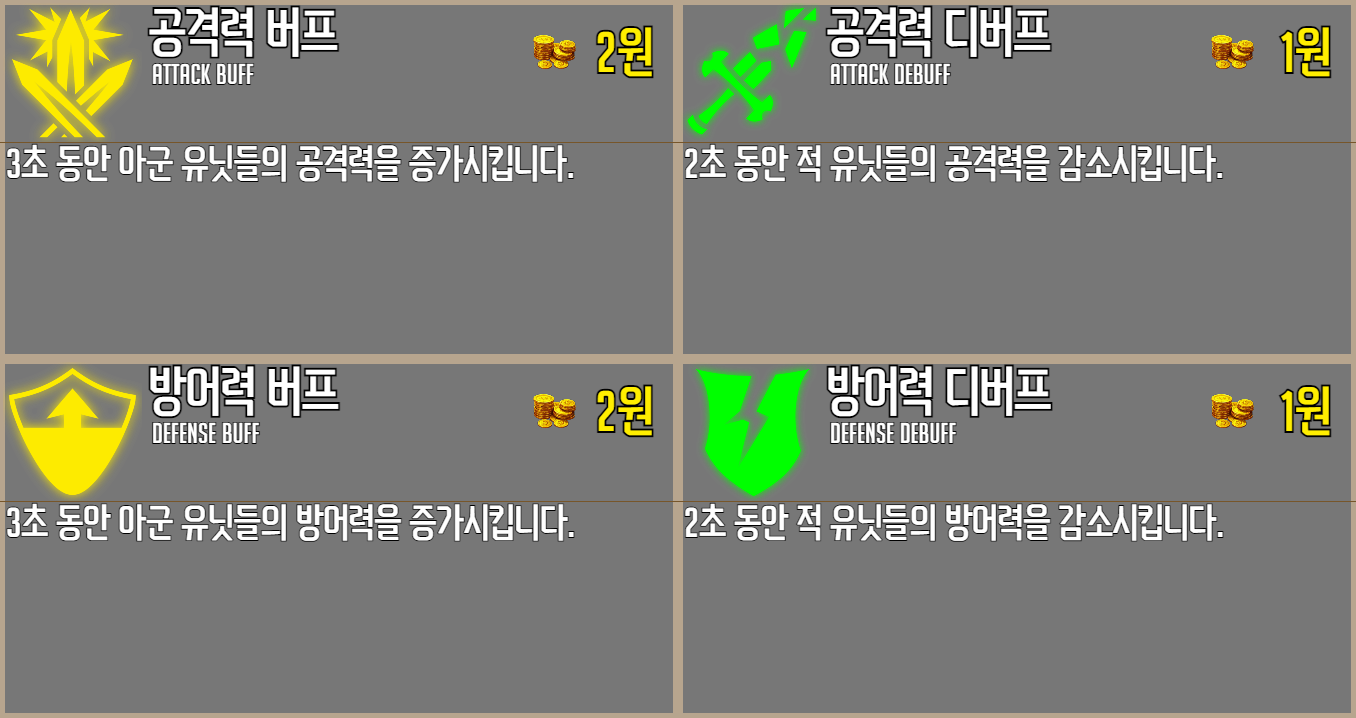 공격력 버프
ATTACK BUFF
2원
3초 동안 아군 유닛들의 공격력을 증가시킵니다.
공격력 디버프
ATTACK DEBUFF
1원
2초 동안 적 유닛들의 공격력을 감소시킵니다.
방어력 버프
DEFENSE BUFF
2원
3초 동안 아군 유닛들의 방어력을 증가시킵니다.
방어력 디버프
DEFENSE DEBUFF
1원
2초 동안 적 유닛들의 방어력을 감소시킵니다.